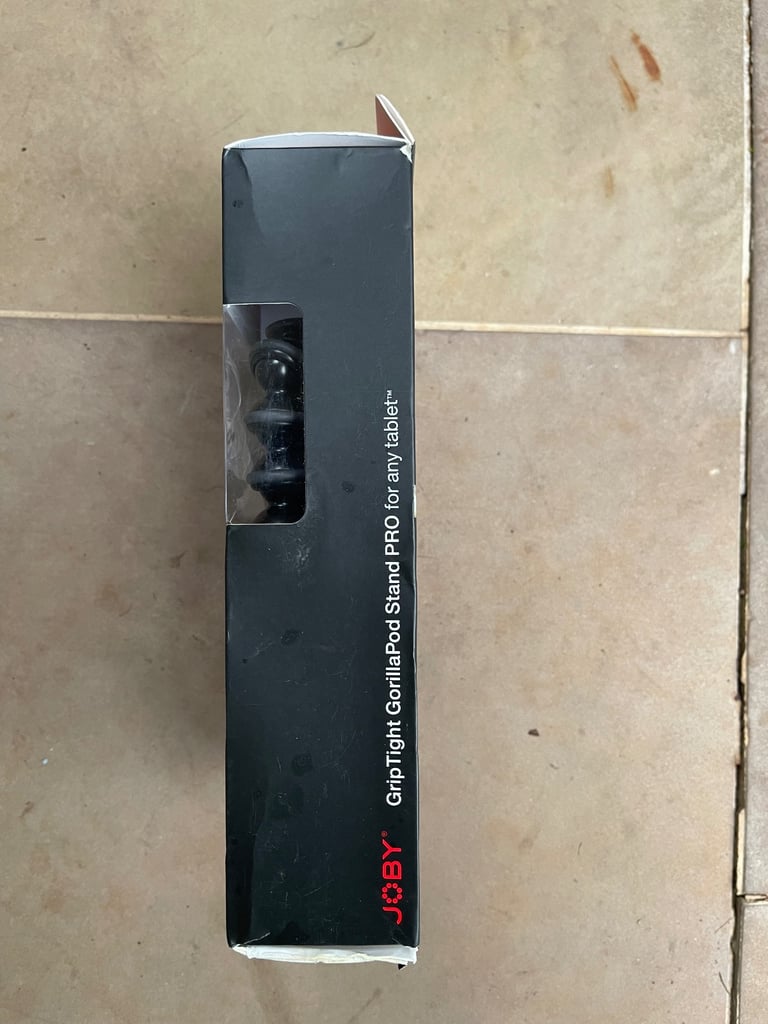 JOBY®
GripTight GorillaPod Stand PRO for any tablet™